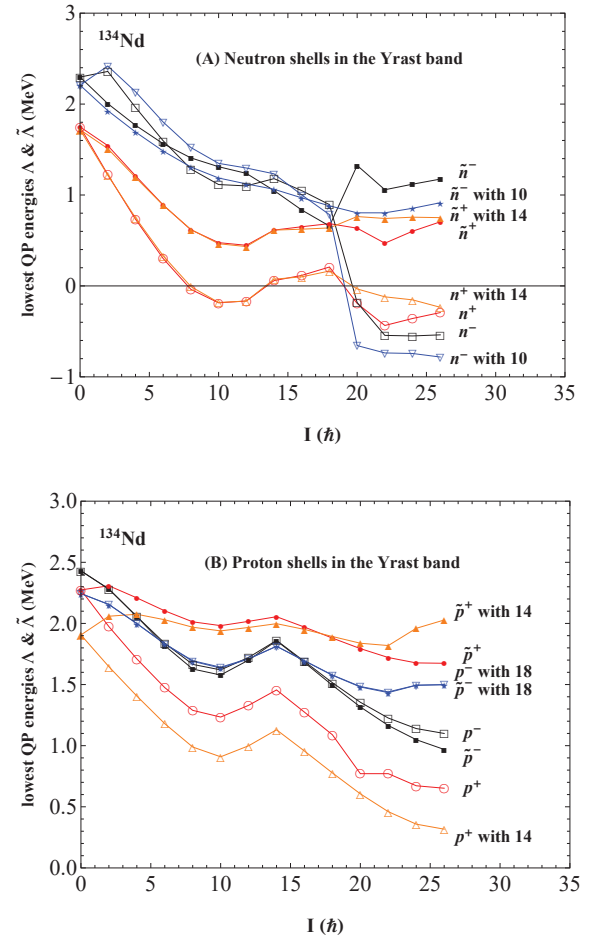 ¹³⁴Nd
(A) Neutron shells in the Yrast band
lowest QP energies Λ & Λ̃ (MeV)
3
2
1
0
−1
ñ⁻
ñ⁻ with 10
ñ⁺ with 14
ñ⁺
n⁺ with 14
n⁺
n⁻
n⁻ with 10
0 5 10 15 20 25 30 35
I (ℏ)
¹³⁴Nd
(B) Proton shells in the Yrast band
lowest QP energies Λ & Λ̃ (MeV)
3.0
2.5
2.0
1.5
1.0
0.5
0.0
p̃⁺ with 14
p̃⁺
p⁻ with 18
p̃⁻ with 18
p⁻
p̃⁻
p⁺
p⁺ with 14
0 5 10 15 20 25 30 35
I (ℏ)